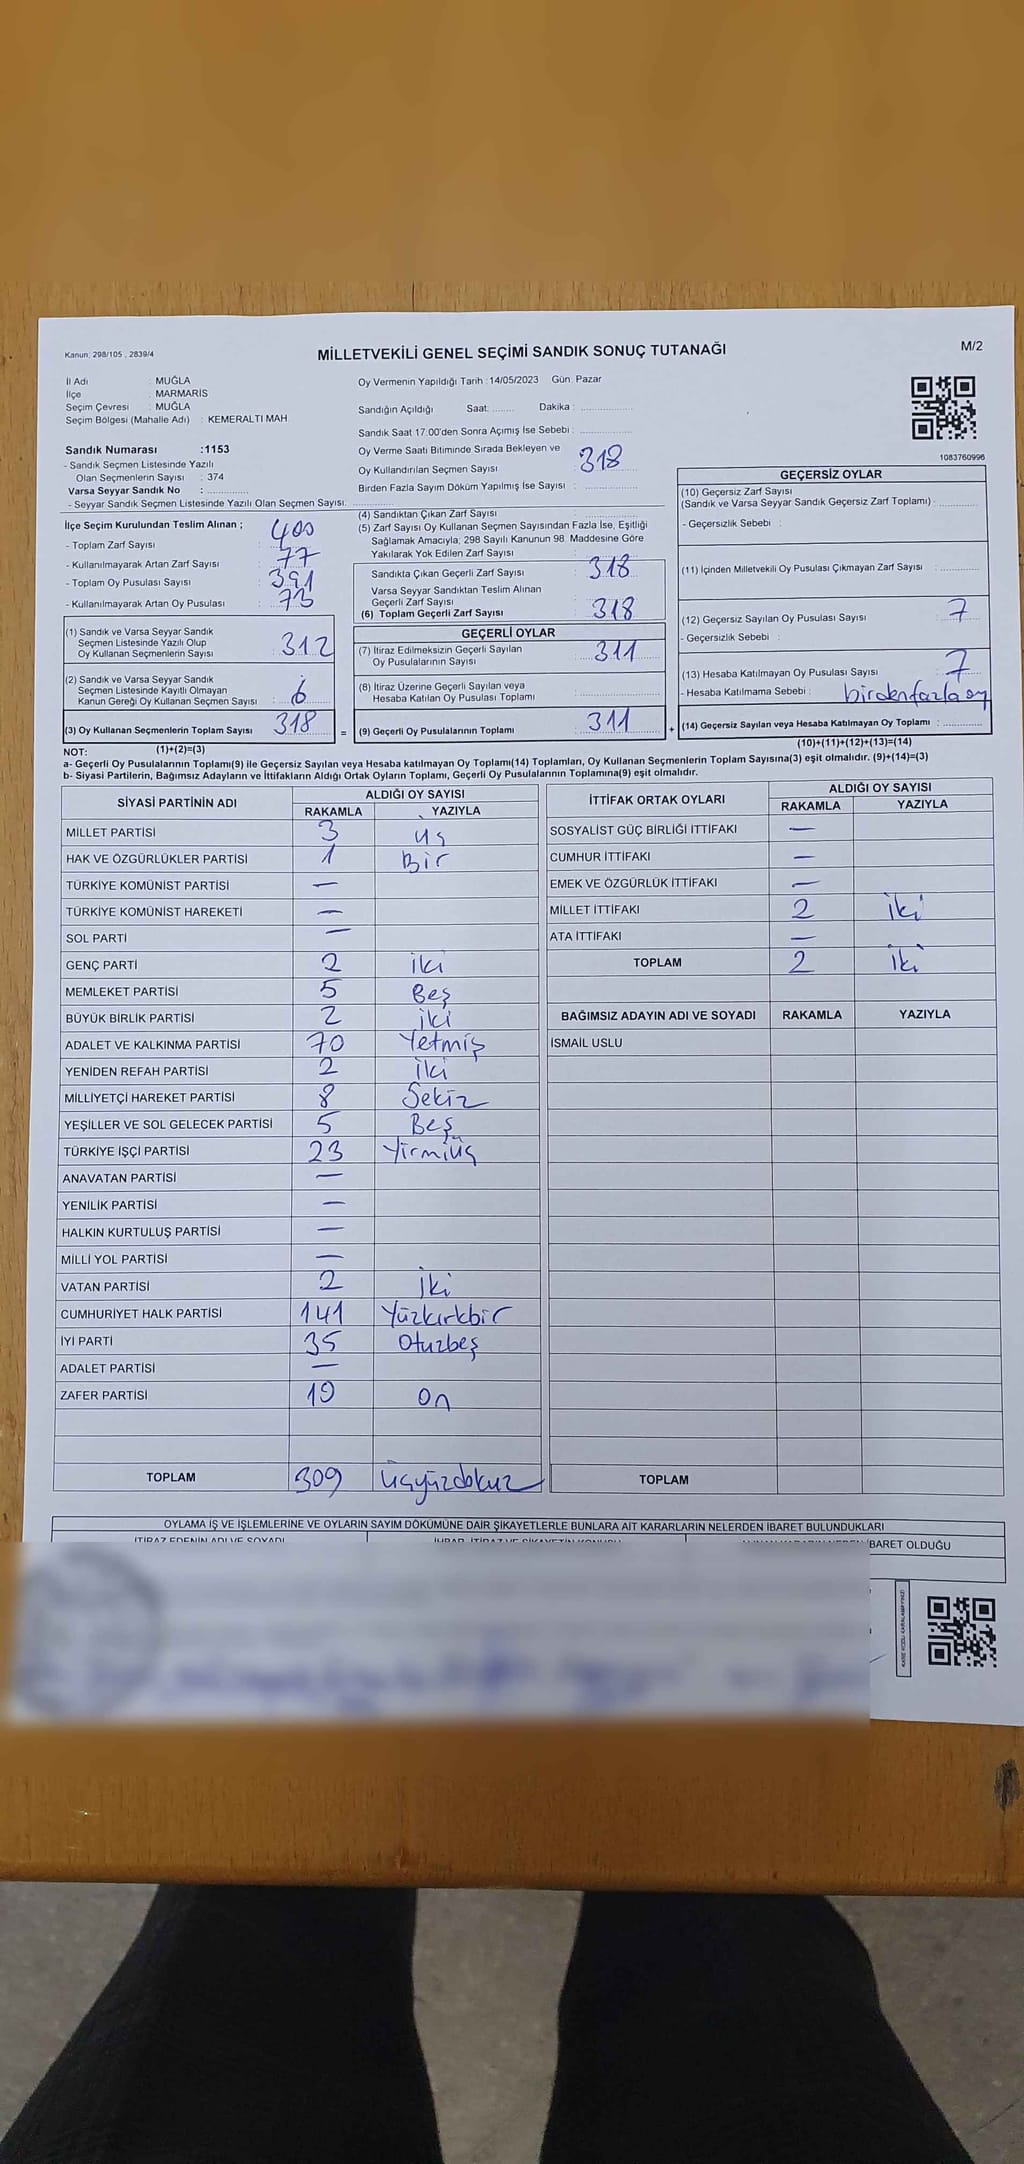 Kanun: 298/105 , 2839/4
MİLLETVEKİLİ GENEL SEÇİMİ SANDIK SONUÇ TUTANAĞI
M/2
İl Adı : MUĞLA
İlçe : MARMARİS
Seçim Çevresi : MUĞLA
Seçim Bölgesi (Mahalle Adı) : KEMERALTI MAH
Sandık Numarası :1153
- Sandık Seçmen Listesinde Yazılı
Olan Seçmenlerin Sayısı : 374
Varsa Seyyar Sandık No :
- Seyyar Sandık Seçmen Listesinde Yazılı Olan Seçmen Sayısı:
Oy Vermenin Yapıldığı Tarih :14/05/2023 Gün: Pazar
Sandığın Açıldığı Saat: Dakika :
Sandık Saat 17:00'den Sonra Açımış İse Sebebi :
Oy Verme Saati Bitiminde Sırada Bekleyen ve
Oy Kullandırılan Seçmen Sayısı : 318
Birden Fazla Sayım Döküm Yapılmış İse Sayısı :
1083760996
İlçe Seçim Kurulundan Teslim Alınan ;
- Toplam Zarf Sayısı : 400
- Kullanılmayarak Artan Zarf Sayısı : 77
- Toplam Oy Pusulası Sayısı : 391
- Kullanılmayarak Artan Oy Pusulası : 73
(1) Sandık ve Varsa Seyyar Sandık
Seçmen Listesinde Yazılı Olup
Oy Kullanan Seçmenlerin Sayısı : 312
(2) Sandık ve Varsa Seyyar Sandık
Seçmen Listesinde Kayıtlı Olmayan
Kanun Gereği Oy Kullanan Seçmen Sayısı : 6
(3) Oy Kullanan Seçmenlerin Toplam Sayısı 318 =
(4) Sandıktan Çıkan Zarf Sayısı :
(5) Zarf Sayısı Oy Kullanan Seçmen Sayısından Fazla İse, Eşitliği
Sağlamak Amacıyla; 298 Sayılı Kanunun 98. Maddesine Göre
Yakılarak Yok Edilen Zarf Sayısı :
Sandıkta Çıkan Geçerli Zarf Sayısı : 318
Varsa Seyyar Sandıktan Teslim Alınan
Geçerli Zarf Sayısı :
(6) Toplam Geçerli Zarf Sayısı : 318
GEÇERLİ OYLAR
(7) İtiraz Edilmeksizin Geçerli Sayılan
Oy Pusulalarının Sayısı : 311
(8) İtiraz Üzerine Geçerli Sayılan veya
Hesaba Katılan Oy Pusulası Toplamı :
(9) Geçerli Oy Pusulalarının Toplamı : 311 +
GEÇERSİZ OYLAR
(10) Geçersiz Zarf Sayısı
(Sandık ve Varsa Seyyar Sandık Geçersiz Zarf Toplamı) :
- Geçersizlik Sebebi :
(11) İçinden Milletvekili Oy Pusulası Çıkmayan Zarf Sayısı :
(12) Geçersiz Sayılan Oy Pusulası Sayısı : 7
- Geçersizlik Sebebi :
(13) Hesaba Katılmayan Oy Pusulası Sayısı : 7
- Hesaba Katılmama Sebebi : birden fazla oy
(14) Geçersiz Sayılan veya Hesaba Katılmayan Oy Toplamı :
(10)+(11)+(12)+(13)=(14)
NOT: (1)+(2)=(3)
a- Geçerli Oy Pusulalarının Toplamı(9) ile Geçersiz Sayılan veya Hesaba katılmayan Oy Toplamı(14) Toplamları, Oy Kullanan Seçmenlerin Toplam Sayısına(3) eşit olmalıdır. (9)+(14)=(3)
b- Siyasi Partilerin, Bağımsız Adayların ve İttifakların Aldığı Ortak Oyların Toplamı, Geçerli Oy Pusulalarının Toplamına(9) eşit olmalıdır.
SİYASİ PARTİNİN ADI ALDIĞI OY SAYISI
RAKAMLA YAZIYLA
MİLLET PARTİSİ 3 üç
HAK VE ÖZGÜRLÜKLER PARTİSİ 1 Bir
TÜRKİYE KOMÜNİST PARTİSİ —
TÜRKİYE KOMÜNİST HAREKETİ —
SOL PARTİ —
GENÇ PARTİ 2 iki
MEMLEKET PARTİSİ 5 Beş
BÜYÜK BİRLİK PARTİSİ 2 iki
ADALET VE KALKINMA PARTİSİ 70 Yetmiş
YENİDEN REFAH PARTİSİ 2 iki
MİLLİYETÇİ HAREKET PARTİSİ 8 Sekiz
YEŞİLLER VE SOL GELECEK PARTİSİ 5 Beş
TÜRKİYE İŞÇİ PARTİSİ 23 Yirmiüç
ANAVATAN PARTİSİ —
YENİLİK PARTİSİ —
HALKIN KURTULUŞ PARTİSİ —
MİLLİ YOL PARTİSİ —
VATAN PARTİSİ 2 İki
CUMHURİYET HALK PARTİSİ 141 Yüzkırkbir
İYİ PARTİ 35 Otuzbeş
ADALET PARTİSİ —
ZAFER PARTİSİ 10 on
TOPLAM 309 üçyüzdokuz
İTTİFAK ORTAK OYLARI ALDIĞI OY SAYISI
RAKAMLA YAZIYLA
SOSYALİST GÜÇ BİRLİĞİ İTTİFAKI —
CUMHUR İTTİFAKI —
EMEK VE ÖZGÜRLÜK İTTİFAKI —
MİLLET İTTİFAKI 2 iki
ATA İTTİFAKI —
TOPLAM 2 iki
BAĞIMSIZ ADAYIN ADI VE SOYADI RAKAMLA YAZIYLA
İSMAİL USLU
TOPLAM
OYLAMA İŞ VE İŞLEMLERİNE VE OYLARIN SAYIM DÖKÜMÜNE DAİR ŞİKAYETLERLE BUNLARA AİT KARARLARIN NELERDEN İBARET BULUNDUKLARI
İTİRAZ EDENİN ADI VE SOYADI
İBARET OLDUĞU